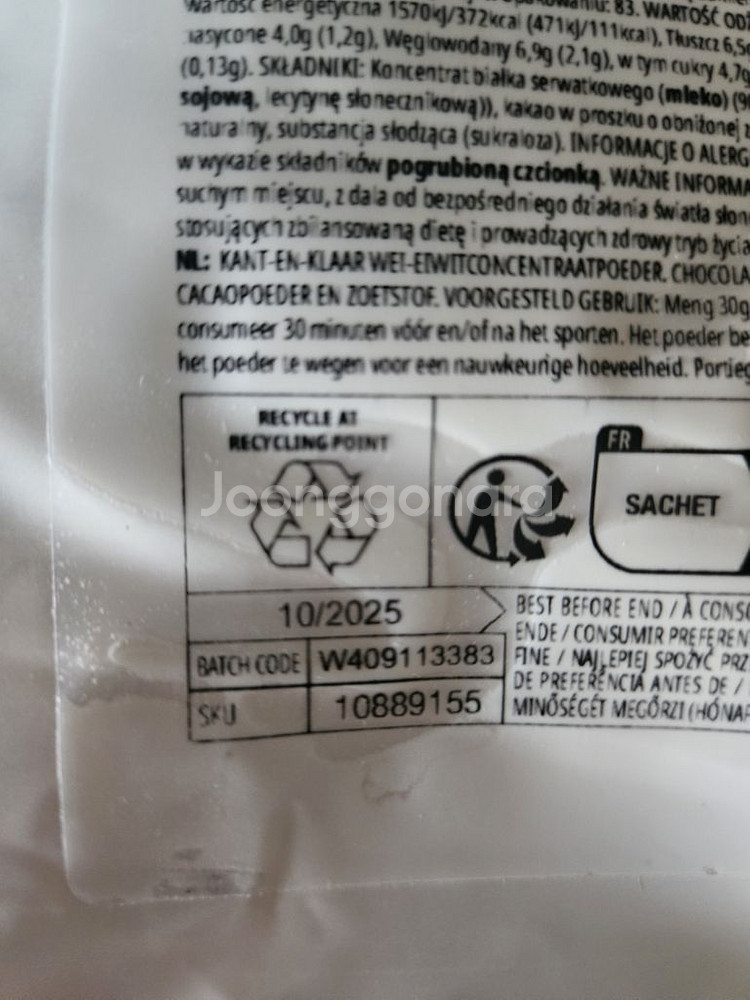 wartość energetyczna 1570kJ/372kcal (471kJ/111kcal), Tłuszcz 6,5
nasycone 4,0g (1,2g), Węglowodany 6,9g (2,1g), w tym cukry 4,7g
(0,13g). SKŁADNIKI: Koncentrat białka serwatkowego (mleko)
sojową, lecytynę słonecznikową)), kakao w proszku o obniżonej
naturalny, substancja słodząca (sukraloza). INFORMACJE O ALERG
w wykazie składników pogrubioną czcionką. WAŻNE INFORMA
suchym miejscu, z dala od bezpośredniego działania światła słon
stosujących zbilansowaną dietę i prowadzących zdrowy tryb życia
NL: KANT-EN-KLAAR WEI-EIWITCONCENTRAATPOEDER. CHOCOLA
CACAOPOEDER EN ZOETSTOF. VOORGESTELD GEBRUIK: Meng 30g
consumeer 30 minuten vóór en/of na het sporten. Het poeder be
het poeder te wegen voor een nauwkeurige hoeveelheid. Portieg
RECYCLE AT
RECYCLING POINT
FR
SACHET
Joonggonara
10/2025
BATCH CODE W409113383
SKU 10889155
BEST BEFORE END / À CONSO
ENDE / CONSUMIR PREFEREN
FINE / NAJLEPIEJ SPOŻYĆ PRZ
DE PREFERÊNCIA ANTES DE /
MINŐSÉGÉT MEGŐRZI (HÓNAP